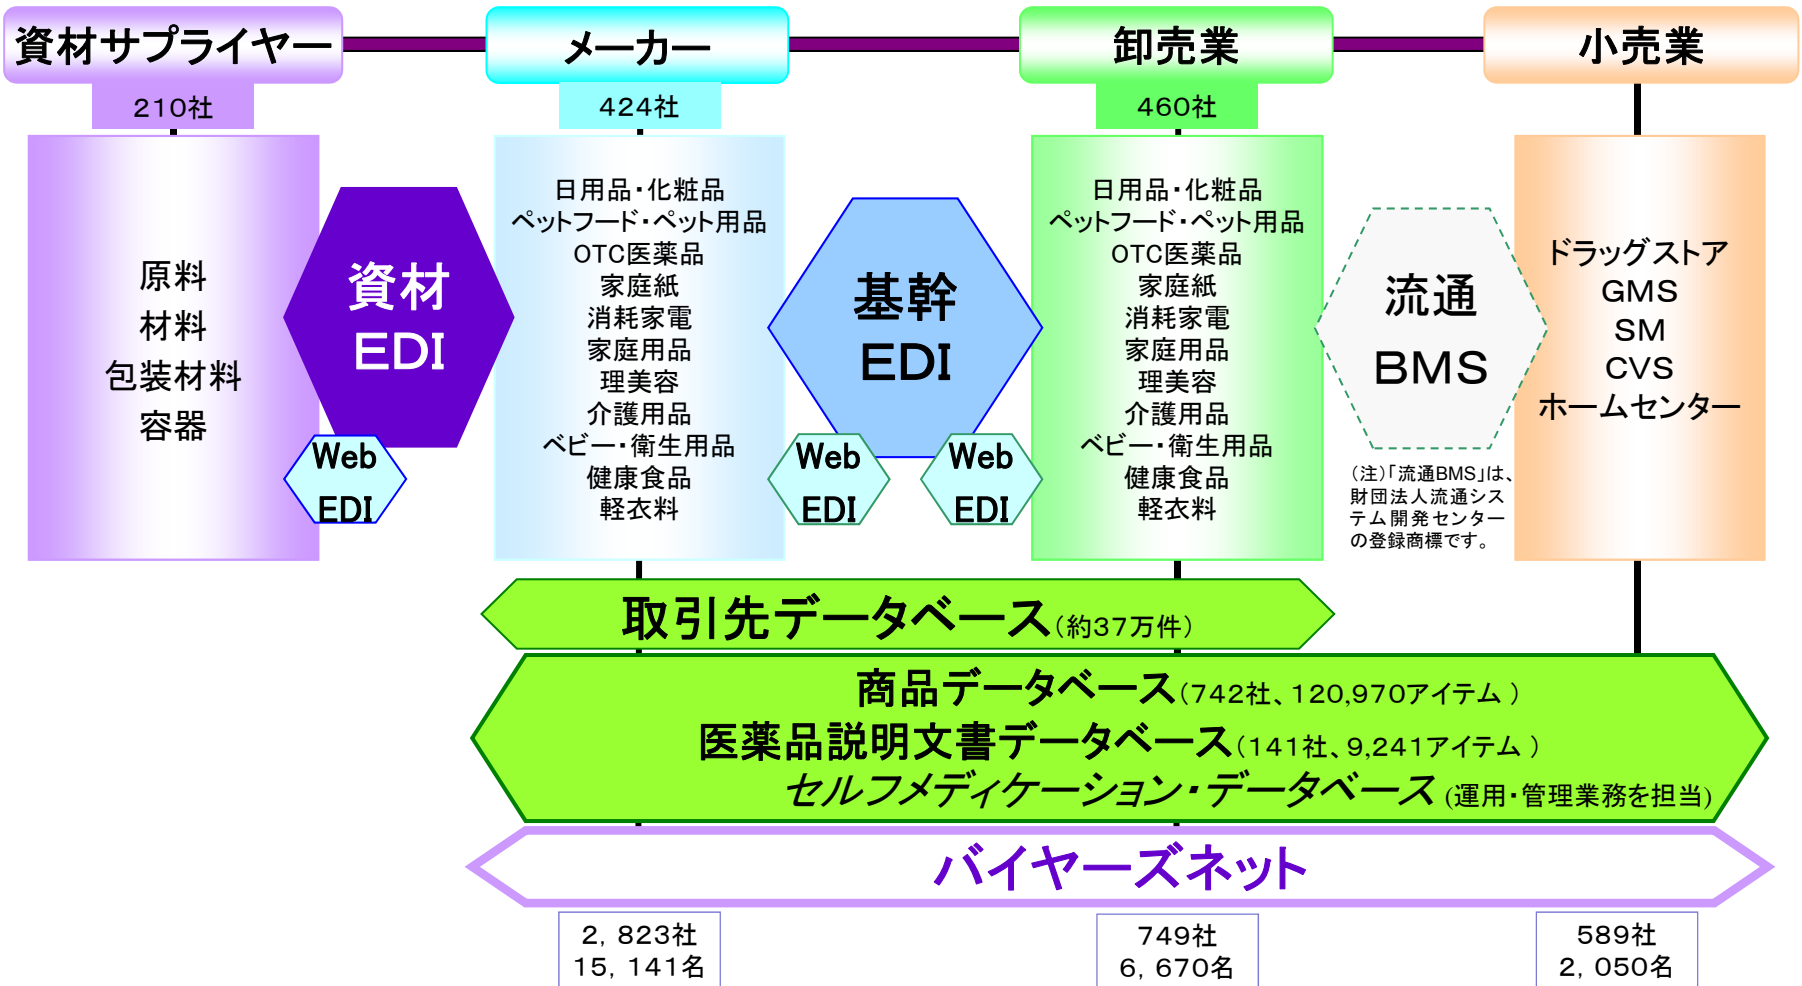 資材サプライヤー
メーカー
卸売業
小売業
210社
424社
460社
原料
材料
包装材料
容器
資材
EDI
Web
EDI
日用品・化粧品
ペットフード・ペット用品
OTC医薬品
家庭紙
消耗家電
家庭用品
理美容
介護用品
ベビー・衛生用品
健康食品
軽衣料
基幹
EDI
Web
EDI
Web
EDI
日用品・化粧品
ペットフード・ペット用品
OTC医薬品
家庭紙
消耗家電
家庭用品
理美容
介護用品
ベビー・衛生用品
健康食品
軽衣料
流通
BMS
(注)「流通BMS」は、
財団法人流通シス
テム開発センター
の登録商標です。
ドラッグストア
GMS
SM
CVS
ホームセンター
取引先データベース(約37万件)
商品データベース(742社、120,970アイテム )
医薬品説明文書データベース(141社、9,241アイテム )
セルフメディケーション・データベース (運用・管理業務を担当)
バイヤーズネット
2, 823社
15, 141名
749社
6, 670名
589社
2, 050名